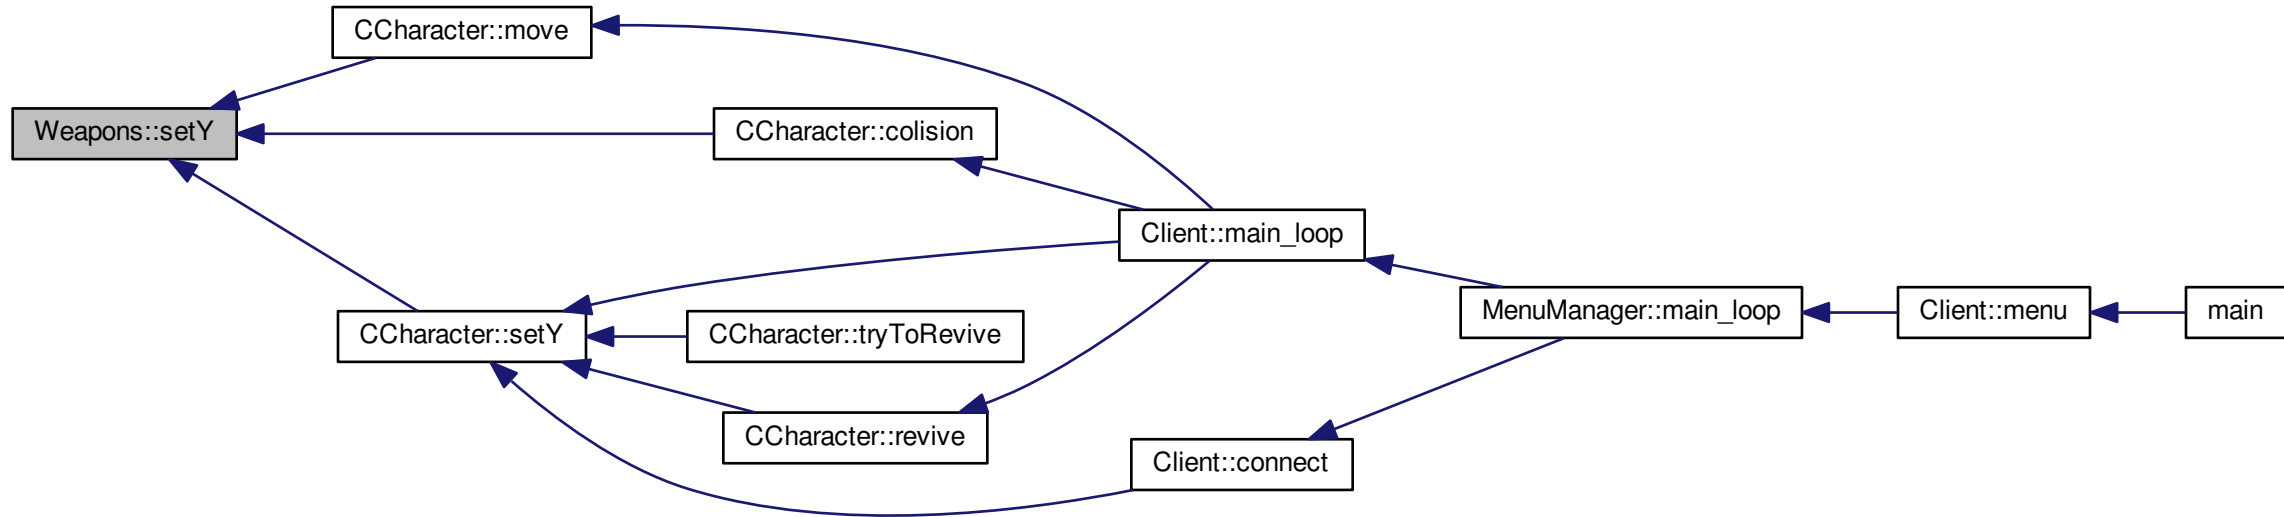 CCharacter::move
Weapons::setY
CCharacter::colision
Client::main_loop
MenuManager::main_loop
Client::menu
main
CCharacter::setY
CCharacter::tryToRevive
CCharacter::revive
Client::connect